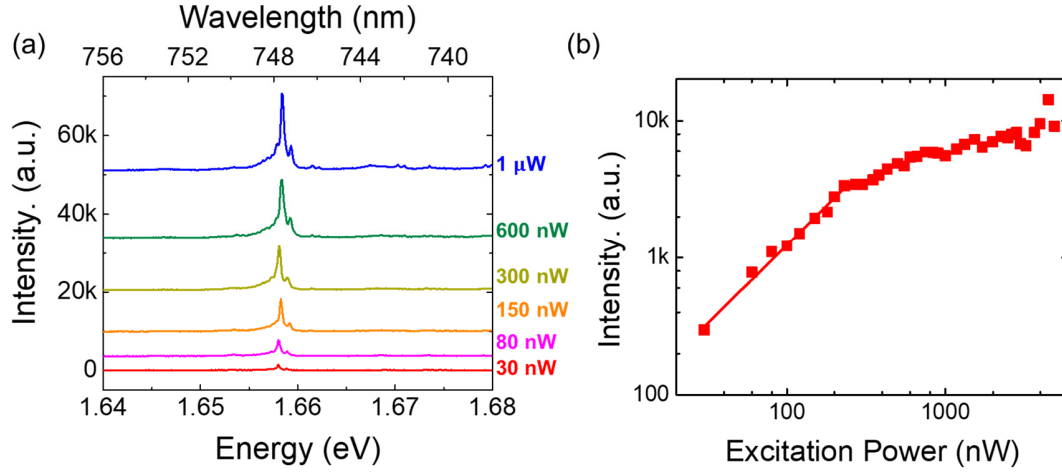 (a)
Wavelength (nm)
756 752 748 744 740
Intensity. (a.u.)
60k
40k
20k
0
1 μW
600 nW
300 nW
150 nW
80 nW
30 nW
1.64 1.65 1.66 1.67 1.68
Energy (eV)
(b)
Intensity. (a.u.)
10k
1k
100
100 1000
Excitation Power (nW)